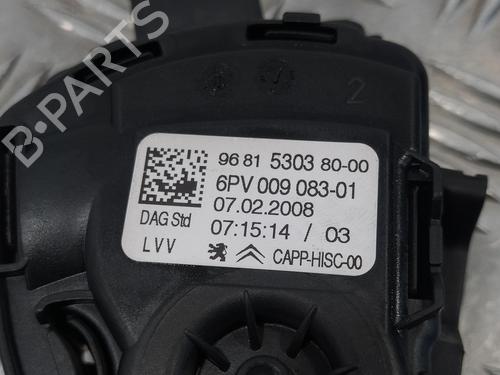 B-PARTS
2
96 81 5303 80-00
6PV 009 083-01
07.02.2008
DAG Std
07:15:14 / 03
LVV
CAPP-HISC-00